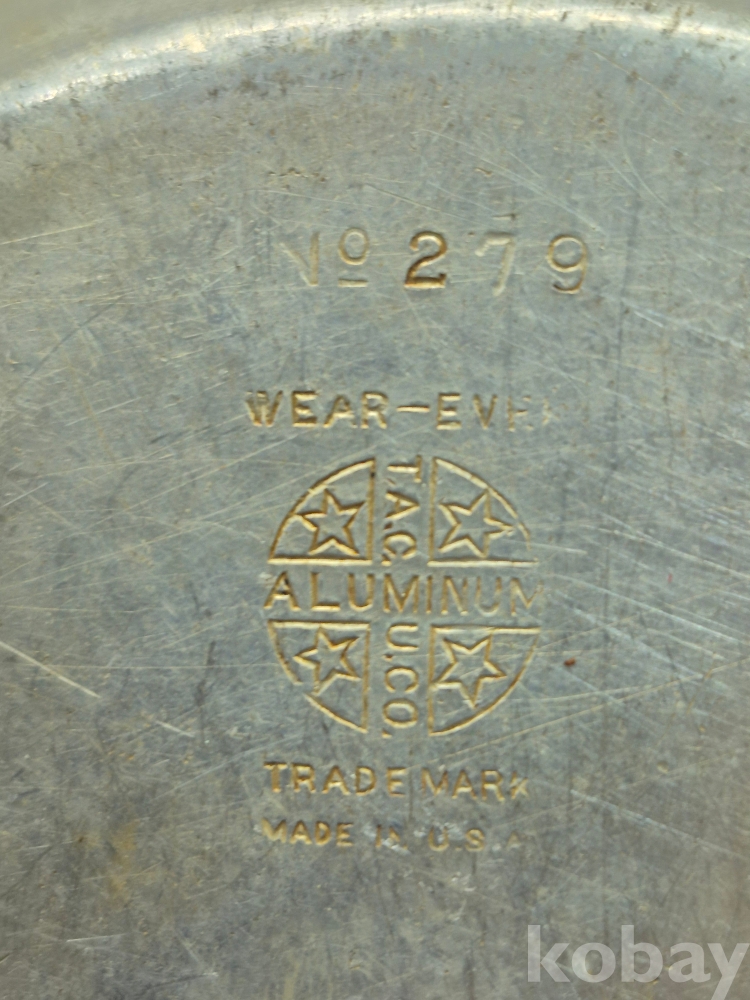 Nº 279
WEAR-EVER
T.A.C.
ALUMINUM
U.CO.
TRADE MARK
MADE IN U.S.A.
kobay